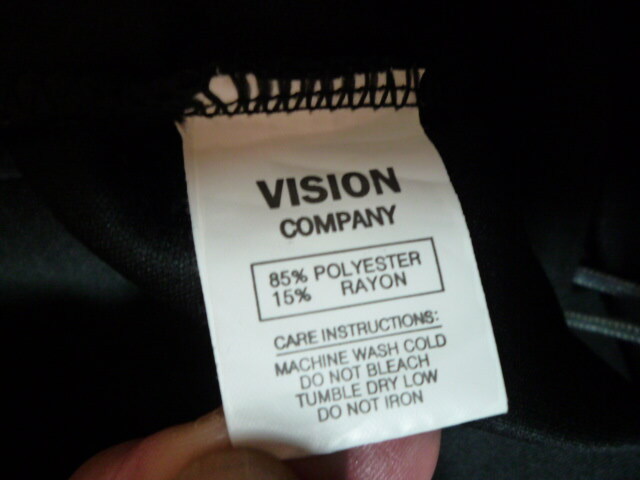 VISION
COMPANY
85% POLYESTER
15% RAYON
CARE INSTRUCTIONS:
MACHINE WASH COLD
DO NOT BLEACH
TUMBLE DRY LOW
DO NOT IRON